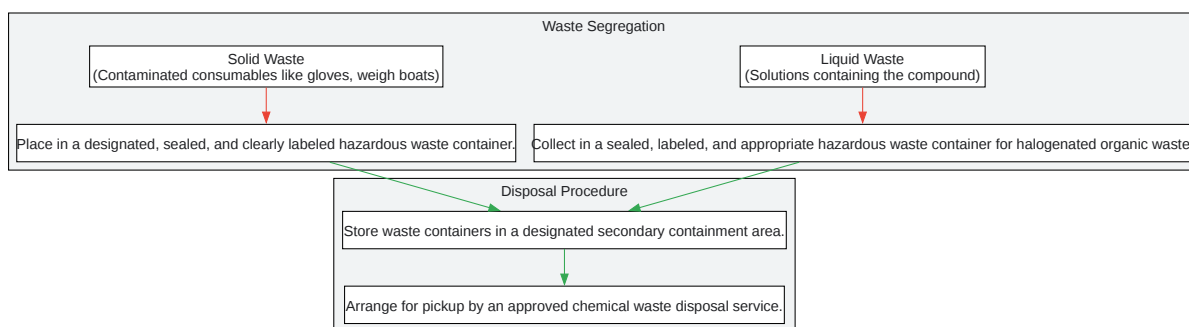 Waste Segregation
Solid Waste
(Contaminated consumables like gloves, weigh boats)
Liquid Waste
(Solutions containing the compound)
Place in a designated, sealed, and clearly labeled hazardous waste container.
Collect in a sealed, labeled, and appropriate hazardous waste container for halogenated organic waste
Disposal Procedure
Store waste containers in a designated secondary containment area.
Arrange for pickup by an approved chemical waste disposal service.